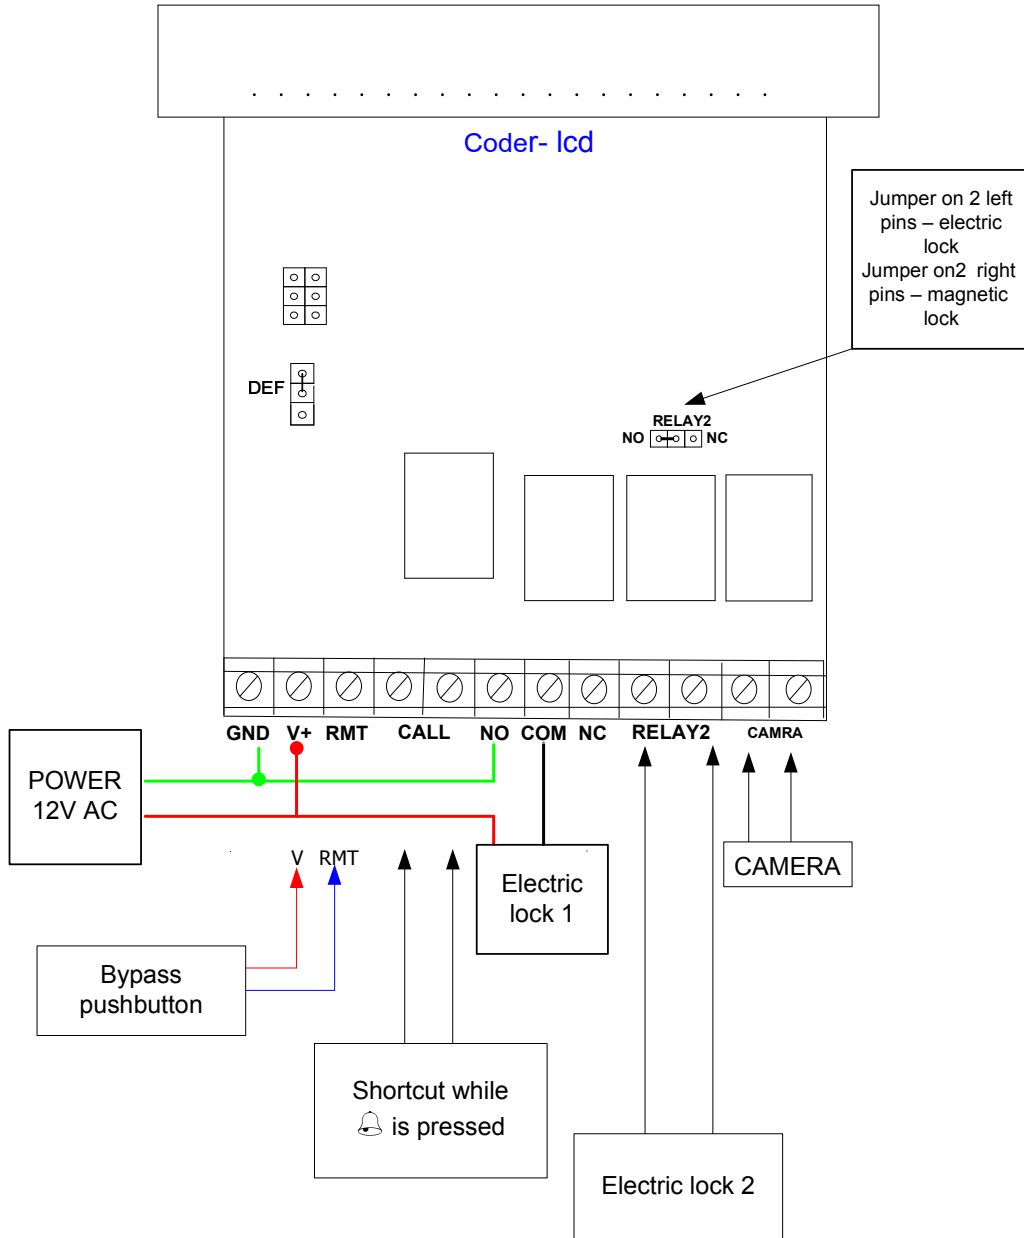 Coder- lcd
Jumper on 2 left
pins – electric
lock
Jumper on2  right
pins – magnetic
lock
DEF
RELAY2
NO
NC
GND V+ RMT CALL NO COM NC RELAY2 CAMRA
POWER
12V AC
V RMT
Electric
lock 1
CAMERA
Bypass
pushbutton
Shortcut while
is pressed
Electric lock 2